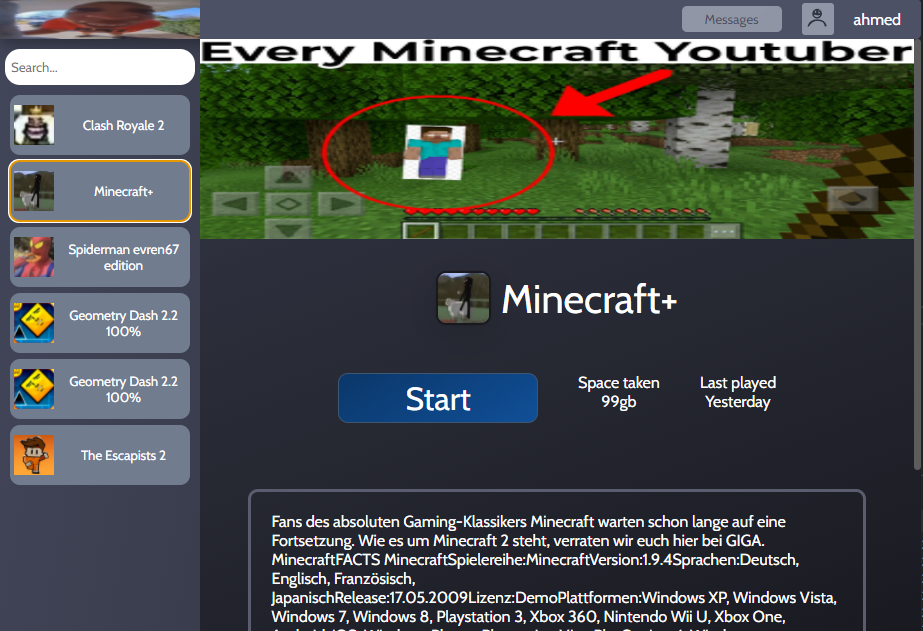 Messages
ahmed
Search...
Clash Royale 2
Minecraft+
Spiderman evren67
edition
Geometry Dash 2.2
100%
Geometry Dash 2.2
100%
The Escapists 2
Every Minecraft Youtuber
Minecraft+
Start
Space taken
99gb
Last played
Yesterday
Fans des absoluten Gaming-Klassikers Minecraft warten schon lange auf eine
Fortsetzung. Wie es um Minecraft 2 steht, verraten wir euch hier bei GIGA.
MinecraftFACTS MinecraftSpielereihe:MinecraftVersion:1.9.4Sprachen:Deutsch,
Englisch, Französisch,
JapanischRelease:17.05.2009Lizenz:DemoPlattformen:Windows XP, Windows Vista,
Windows 7, Windows 8, Playstation 3, Xbox 360, Nintendo Wii U, Xbox One,